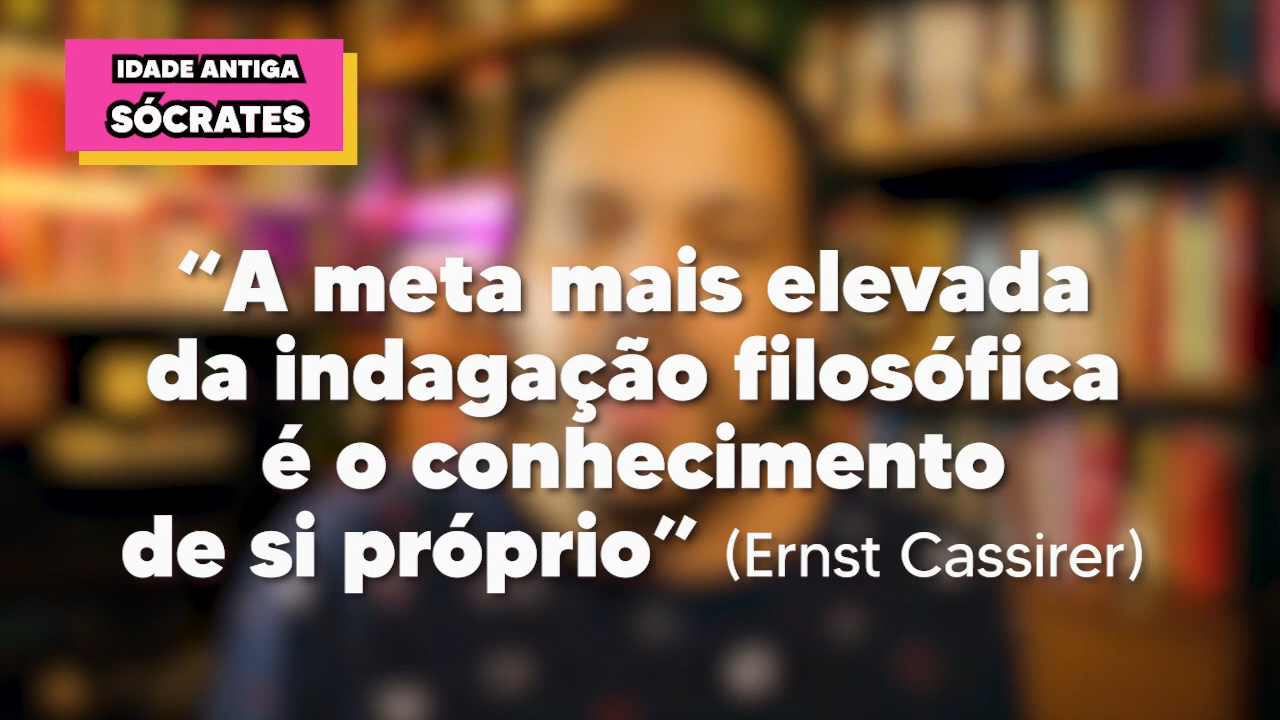 IDADE ANTIGA
SÓCRATES
“A meta mais elevada
da indagação filosófica
é o conhecimento
de si próprio” (Ernst Cassirer)